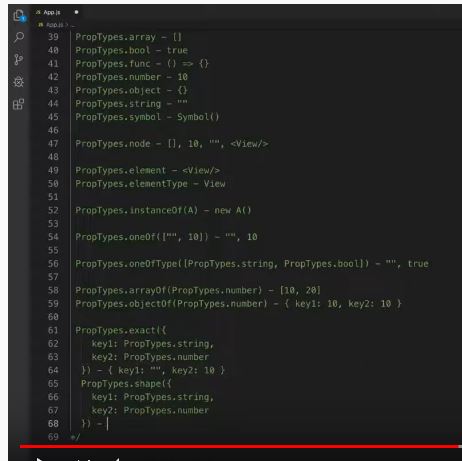 JS App.js
JS App.js > ...
39 PropTypes.array - []
40 PropTypes.bool - true
41 PropTypes.func - () => {}
42 PropTypes.number - 10
43 PropTypes.object - {}
44 PropTypes.string - ""
45 PropTypes.symbol - Symbol()
46
47 PropTypes.node - [], 10, "", <View/>
48
49 PropTypes.element - <View/>
50 PropTypes.elementType - View
51
52 PropTypes.instanceOf(A) - new A()
53
54 PropTypes.oneOf(["", 10]) - "", 10
55
56 PropTypes.oneOfType([PropTypes.string, PropTypes.bool]) - "", true
57
58 PropTypes.arrayOf(PropTypes.number) - [10, 20]
59 PropTypes.objectOf(PropTypes.number) - { key1: 10, key2: 10 }
60
61 PropTypes.exact({
62 key1: PropTypes.string,
63 key2: PropTypes.number
64 }) - { key1: "", key2: 10 }
65 PropTypes.shape({
66 key1: PropTypes.string,
67 key2: PropTypes.number
68 }) -
69 */